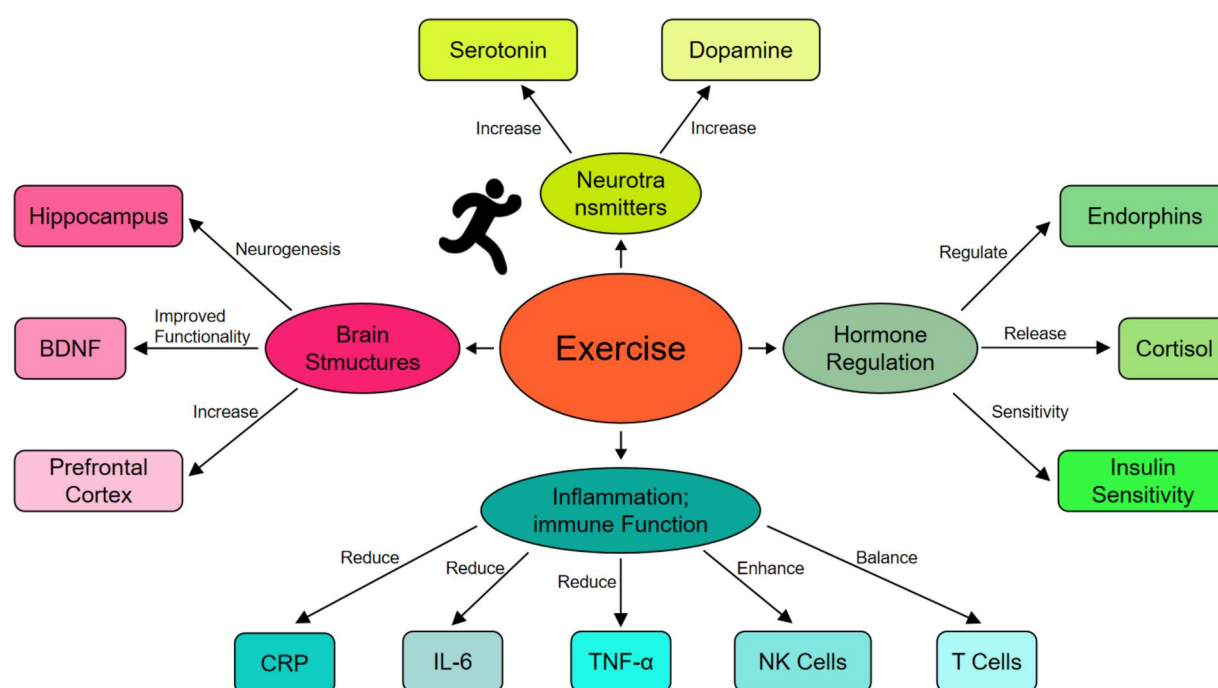 Serotonin
Dopamine
Increase
Increase
Neurotra
nsmitters
Hippocampus
Neurogenesis
Endorphins
Regulate
Improved
Functionality
BDNF
Brain
Stmuctures
Exercise
Hormone
Regulation
Release
Cortisol
Increase
Sensitivity
Prefrontal
Cortex
Insulin
Sensitivity
Inflammation;
immune Function
Reduce
Reduce
Reduce
Enhance
Balance
CRP
IL-6
TNF-α
NK Cells
T Cells